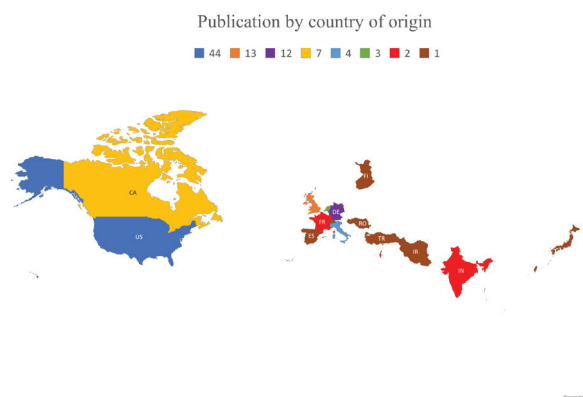 Publication by country of origin
44 13 12 7 4 3 2 1
FI
CA
DE
FR
RO
US
ES
TR
IR
IN